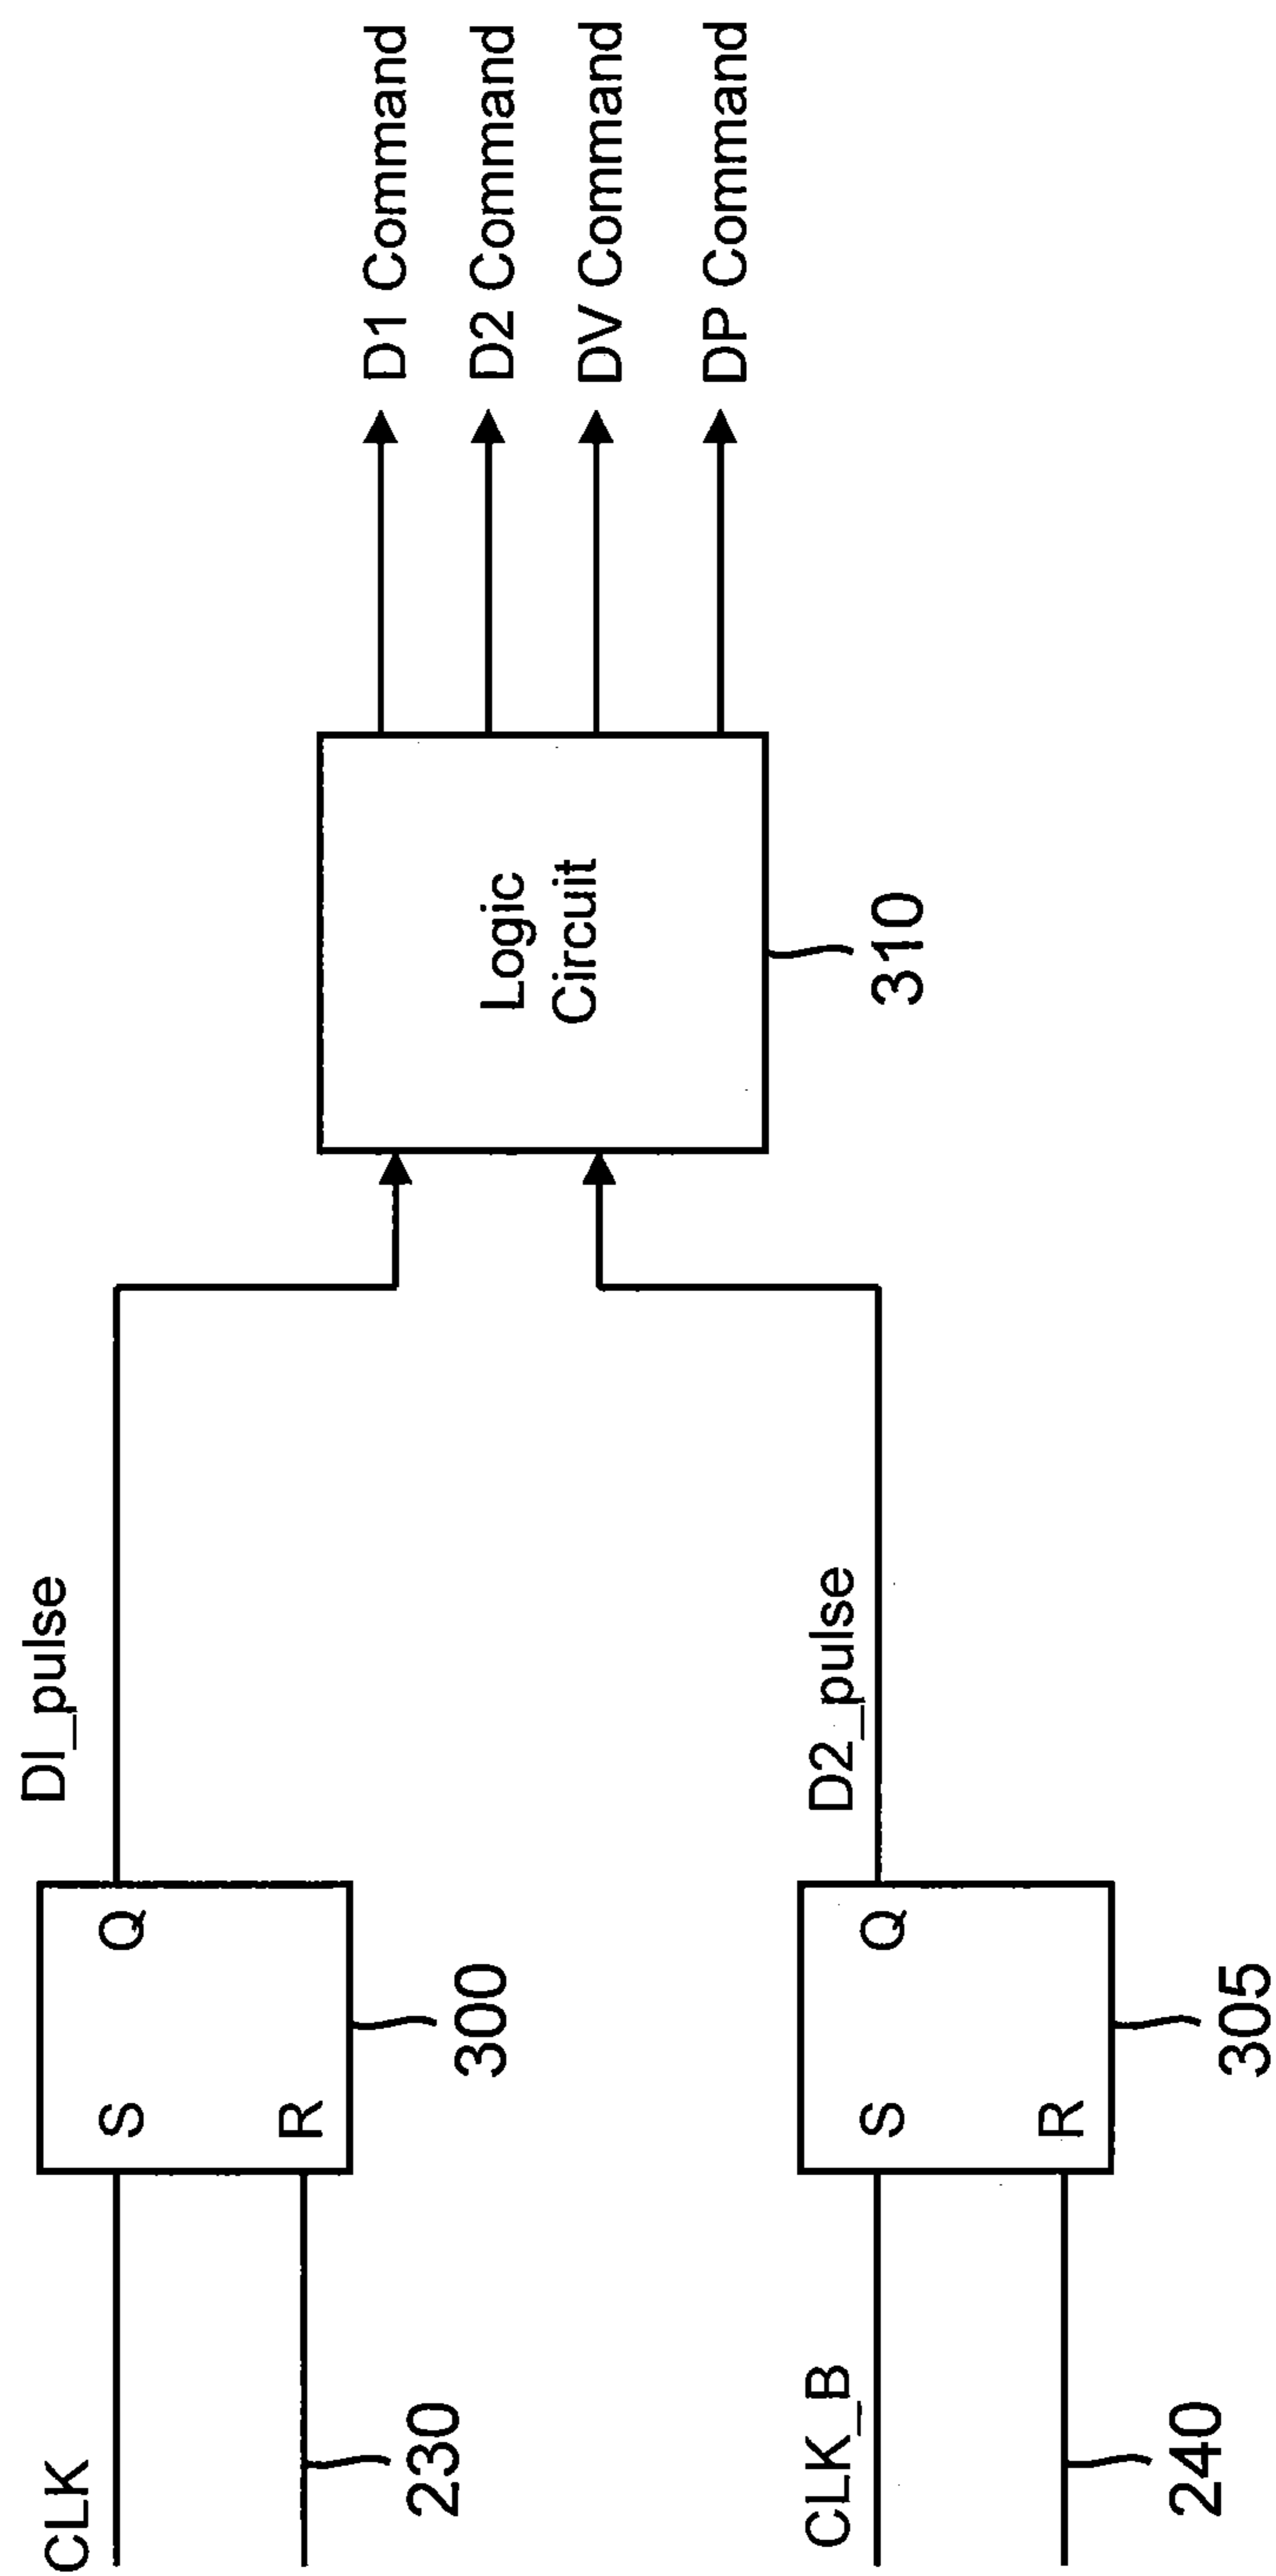 CLK
230
S
R
Q
300
DI_pulse
CLK_B
240
S
R
Q
305
D2_pulse
Logic
Circuit
310
D1 Command
D2 Command
DV Command
DP Command